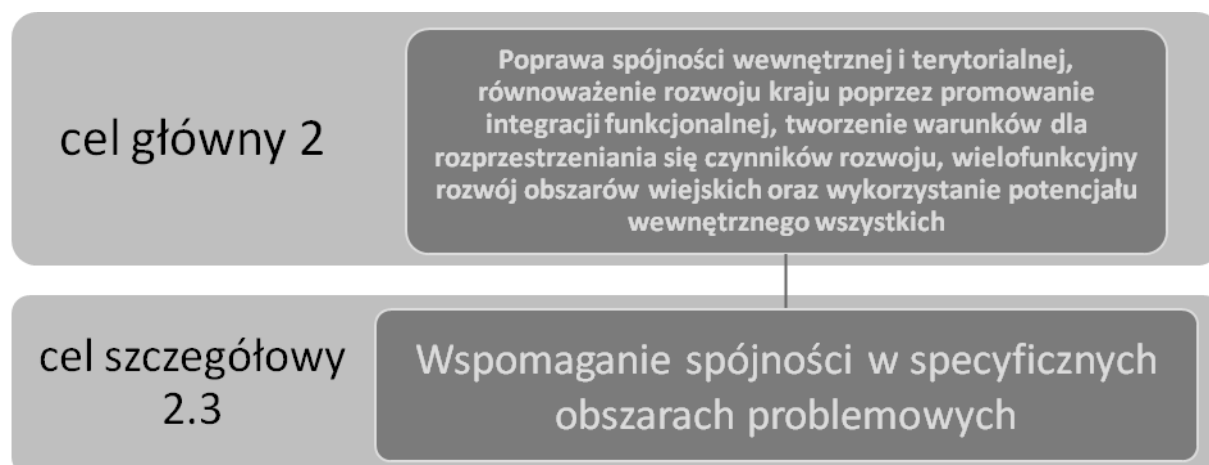 cel główny 2
Poprawa spójności wewnętrznej i terytorialnej,
równoważenie rozwoju kraju poprzez promowanie
integracji funkcjonalnej, tworzenie warunków dla
rozprzestrzeniania się czynników rozwoju, wielofunkcyjny
rozwój obszarów wiejskich oraz wykorzystanie potencjału
wewnętrznego wszystkich
cel szczegółowy
2.3
Wspomaganie spójności w specyficznych
obszarach problemowych